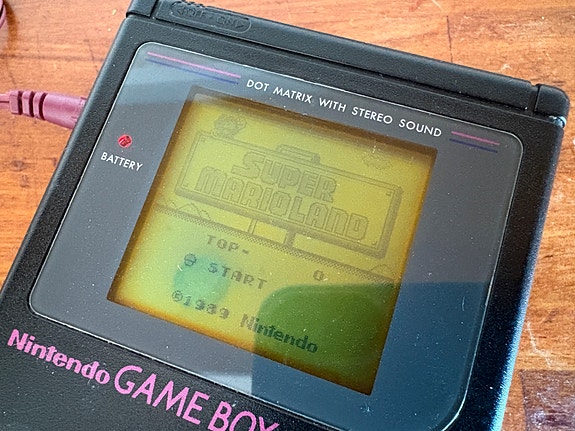 DOT MATRIX WITH STEREO SOUND
BATTERY
SUPER
MARIOLAND
TOP-
0
START
©1989 Nintendo
Nintendo GAME BOY